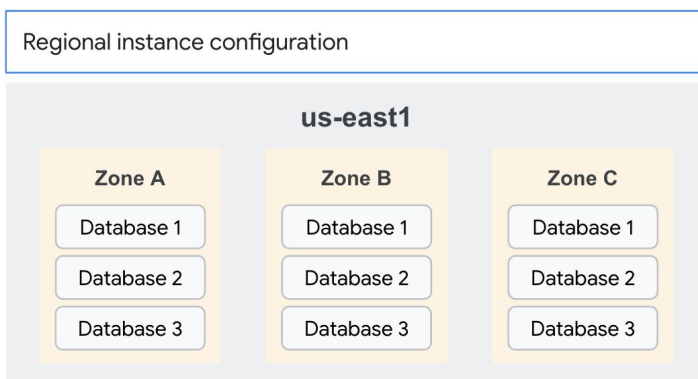 Regional instance configuration
us-east1
Zone A
Database 1
Database 2
Database 3
Zone B
Database 1
Database 2
Database 3
Zone C
Database 1
Database 2
Database 3